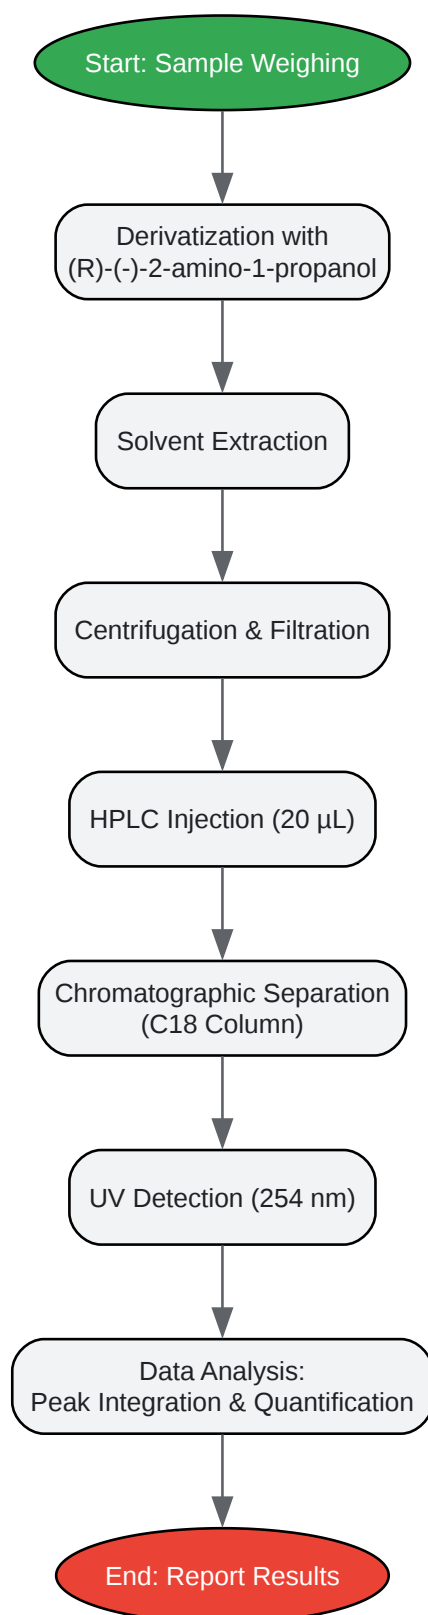 Start: Sample Weighing
Derivatization with
(R)-(-)-2-amino-1-propanol
Solvent Extraction
Centrifugation & Filtration
HPLC Injection (20 µL)
Chromatographic Separation
(C18 Column)
UV Detection (254 nm)
Data Analysis:
Peak Integration & Quantification
End: Report Results